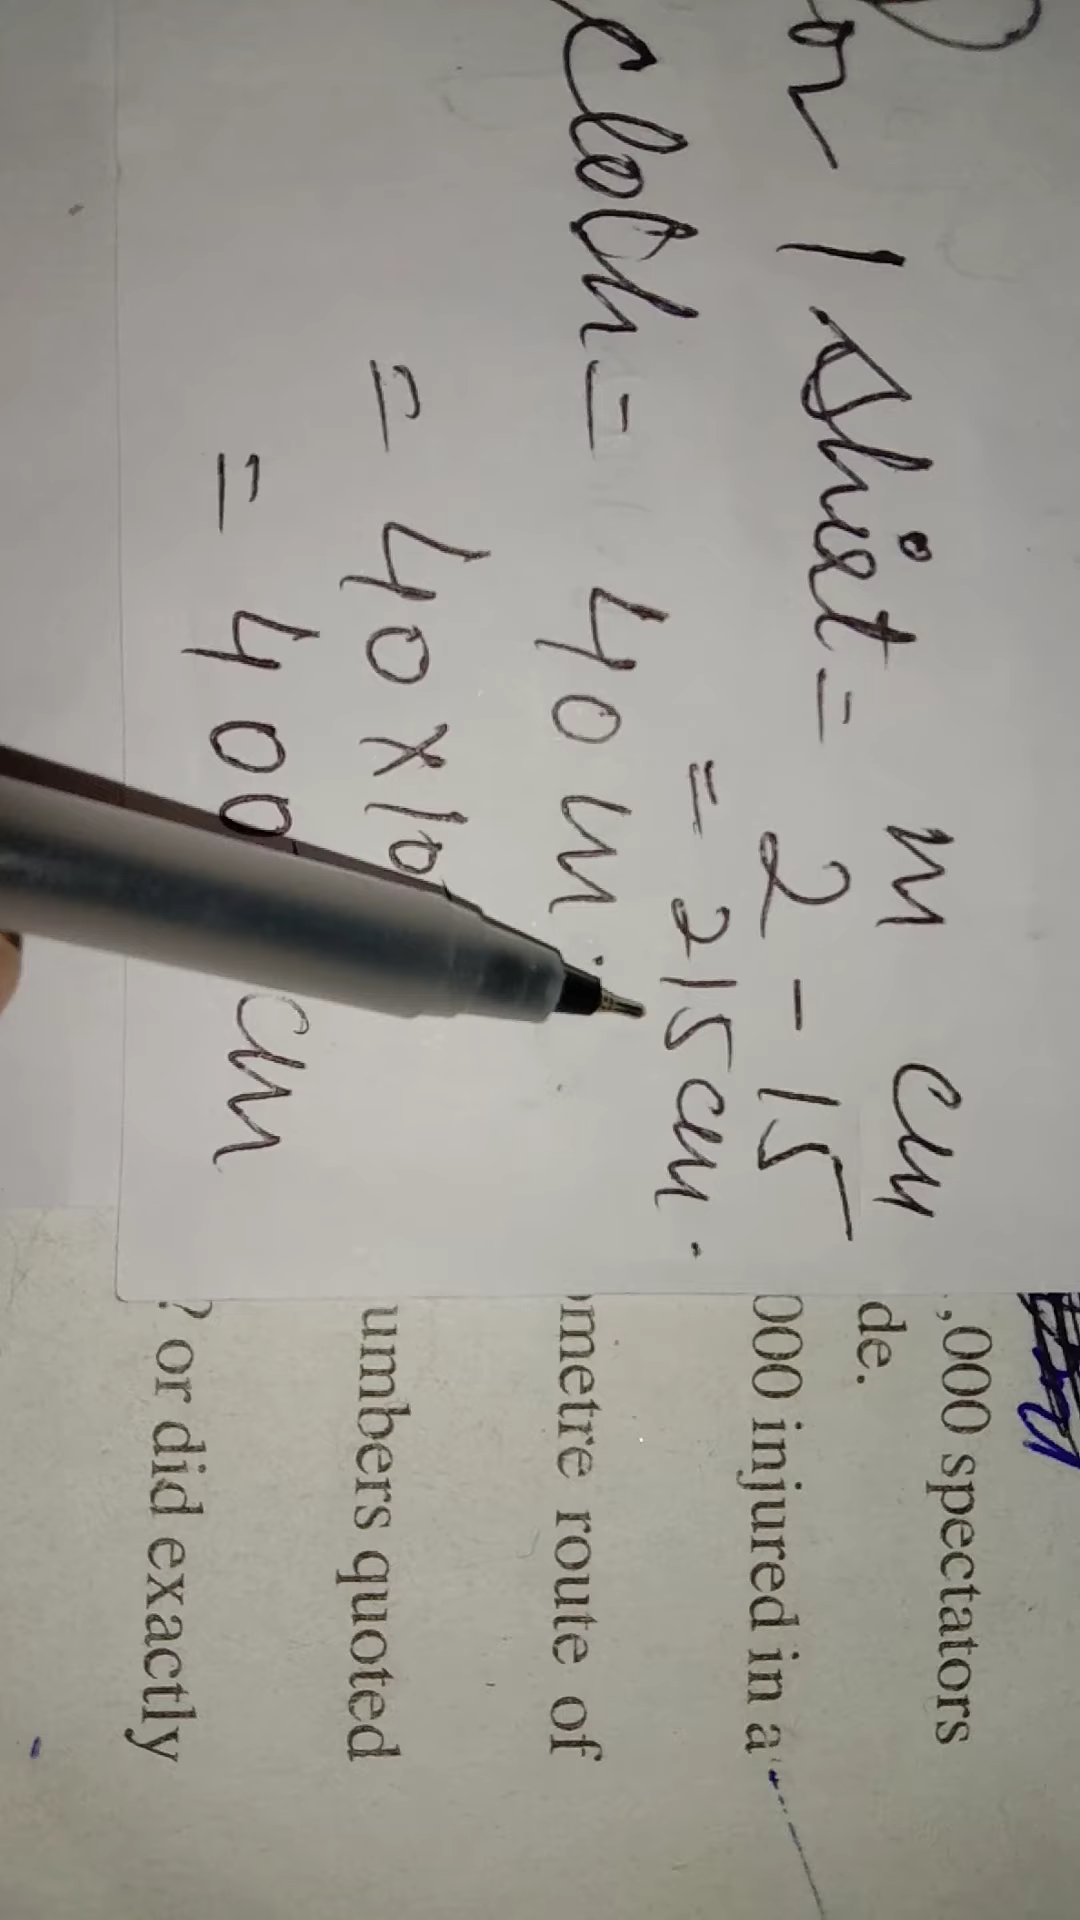 or 1 shirt = 2 - 15
m cm
= 215 cm.
cloth = 40 m.
= 40 x 10
= 400 cm
,000 spectators
de.
000 injured in a
metre route of
umbers quoted
? or did exactly